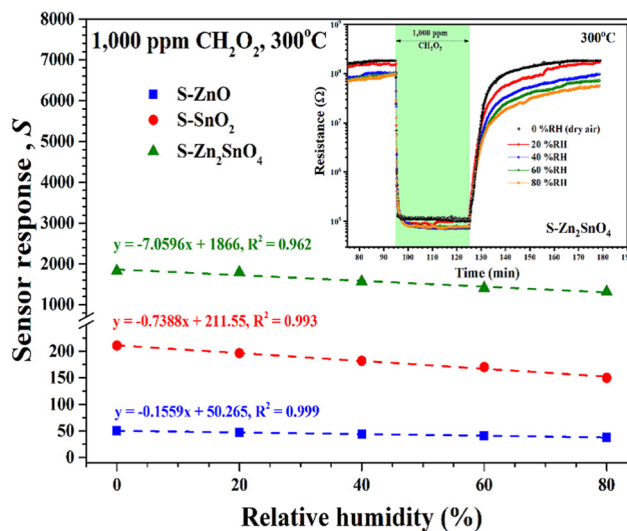 8000
7000
6000
5000
4000
3000
2000
1000
200
150
100
50
0
Sensor response , S
1,000 ppm CH₂O₂, 300°C
S-ZnO
S-SnO₂
S-Zn₂SnO₄
y = -7.0596x + 1866, R² = 0.962
y = -0.7388x + 211.55, R² = 0.993
y = -0.1559x + 50.265, R² = 0.999
0 20 40 60 80
Relative humidity (%)
1,000 ppm
CH₂O₂
300°C
Resistance (Ω)
10⁵
0 %RH (dry air)
20 %RH
40 %RH
60 %RH
80 %RH
S-Zn₂SnO₄
80 90 100 110 120 130 140 150 160 170 180
Time (min)